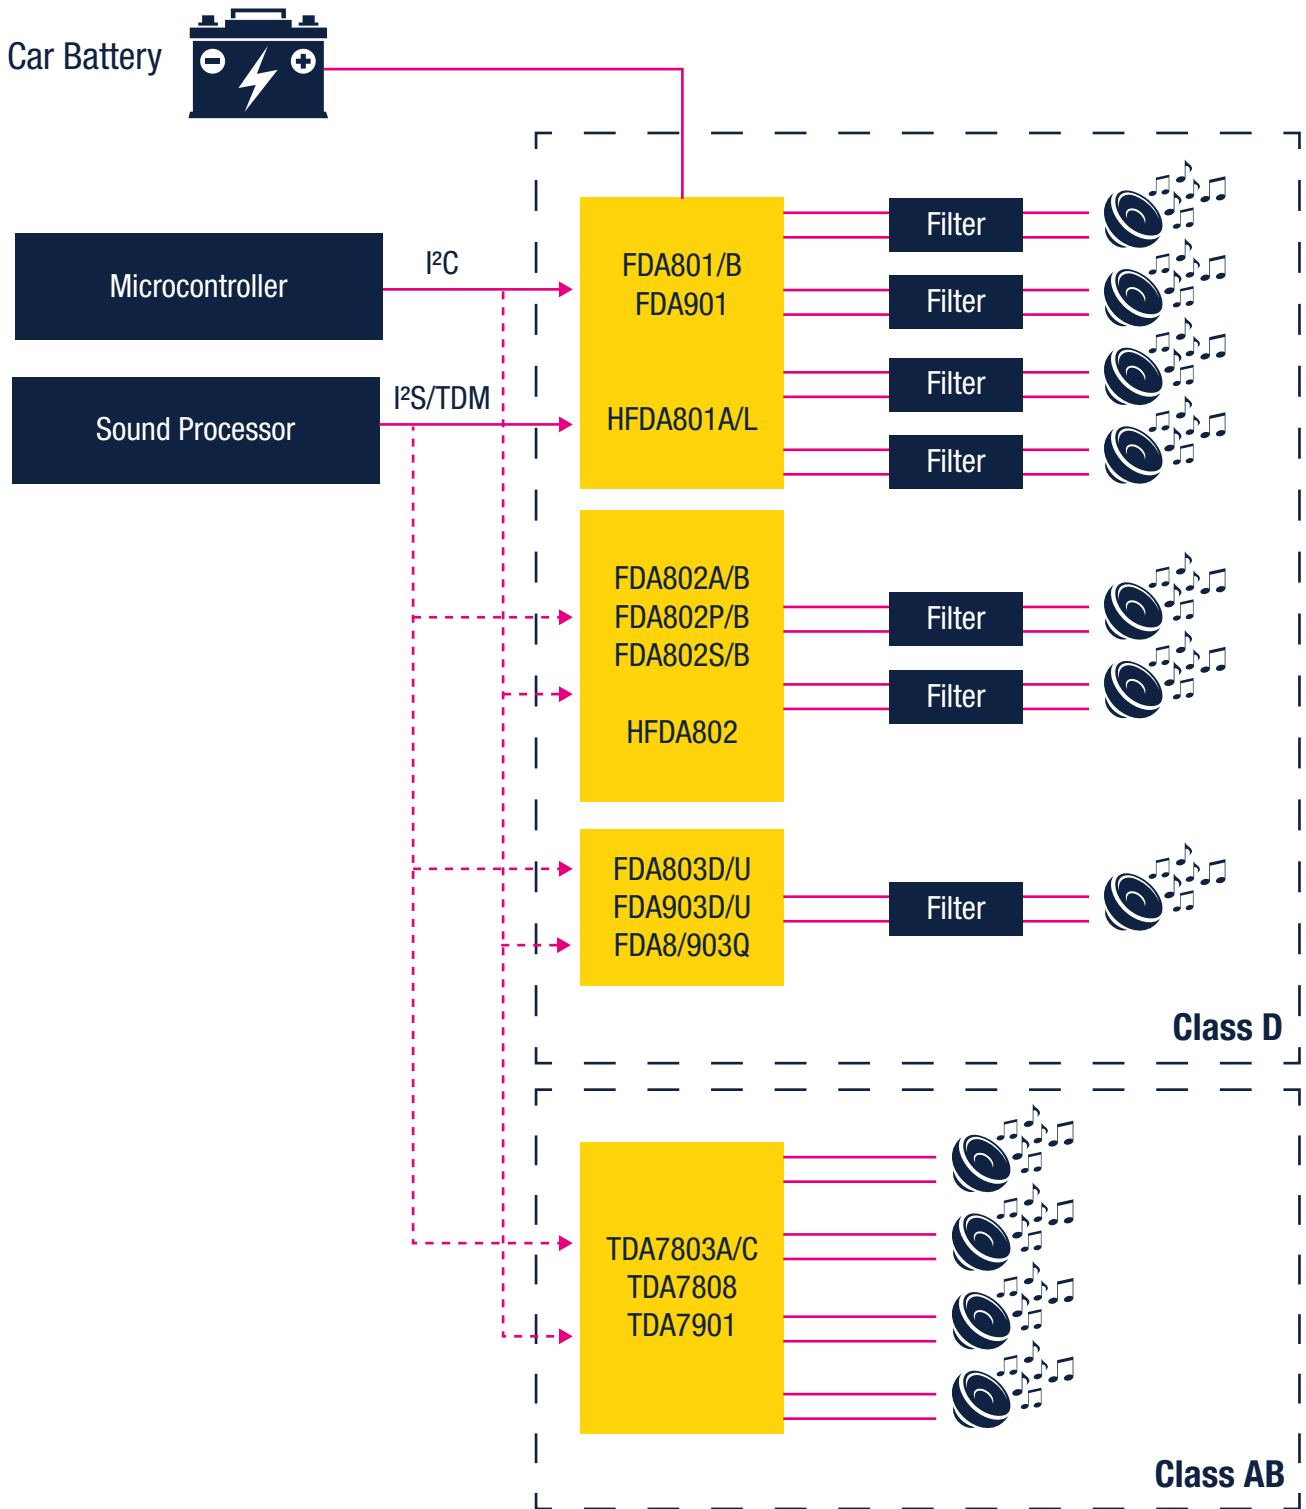 Car Battery
Microcontroller
I²C
Sound Processor
I²S/TDM
FDA801/B
FDA901
HFDA801A/L
Filter
Filter
Filter
Filter
FDA802A/B
FDA802P/B
FDA802S/B
HFDA802
Filter
Filter
FDA803D/U
FDA903D/U
FDA8/903Q
Filter
Class D
TDA7803A/C
TDA7808
TDA7901
Class AB